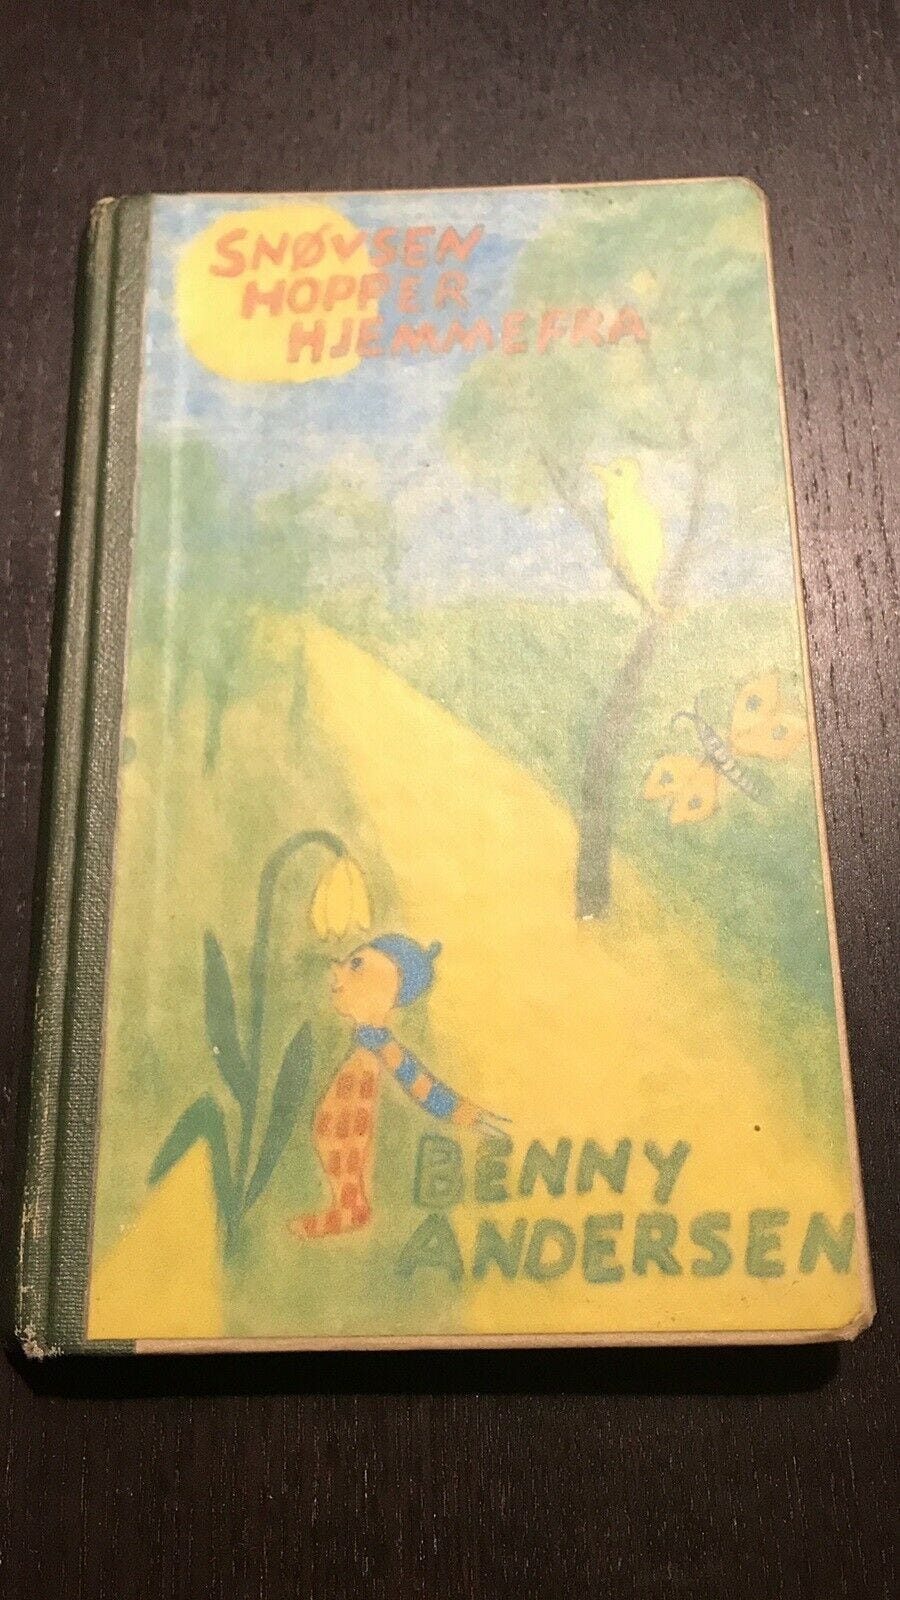 SNØVSEN
HOPPER
HJEMMEFRA
BENNY
ANDERSEN